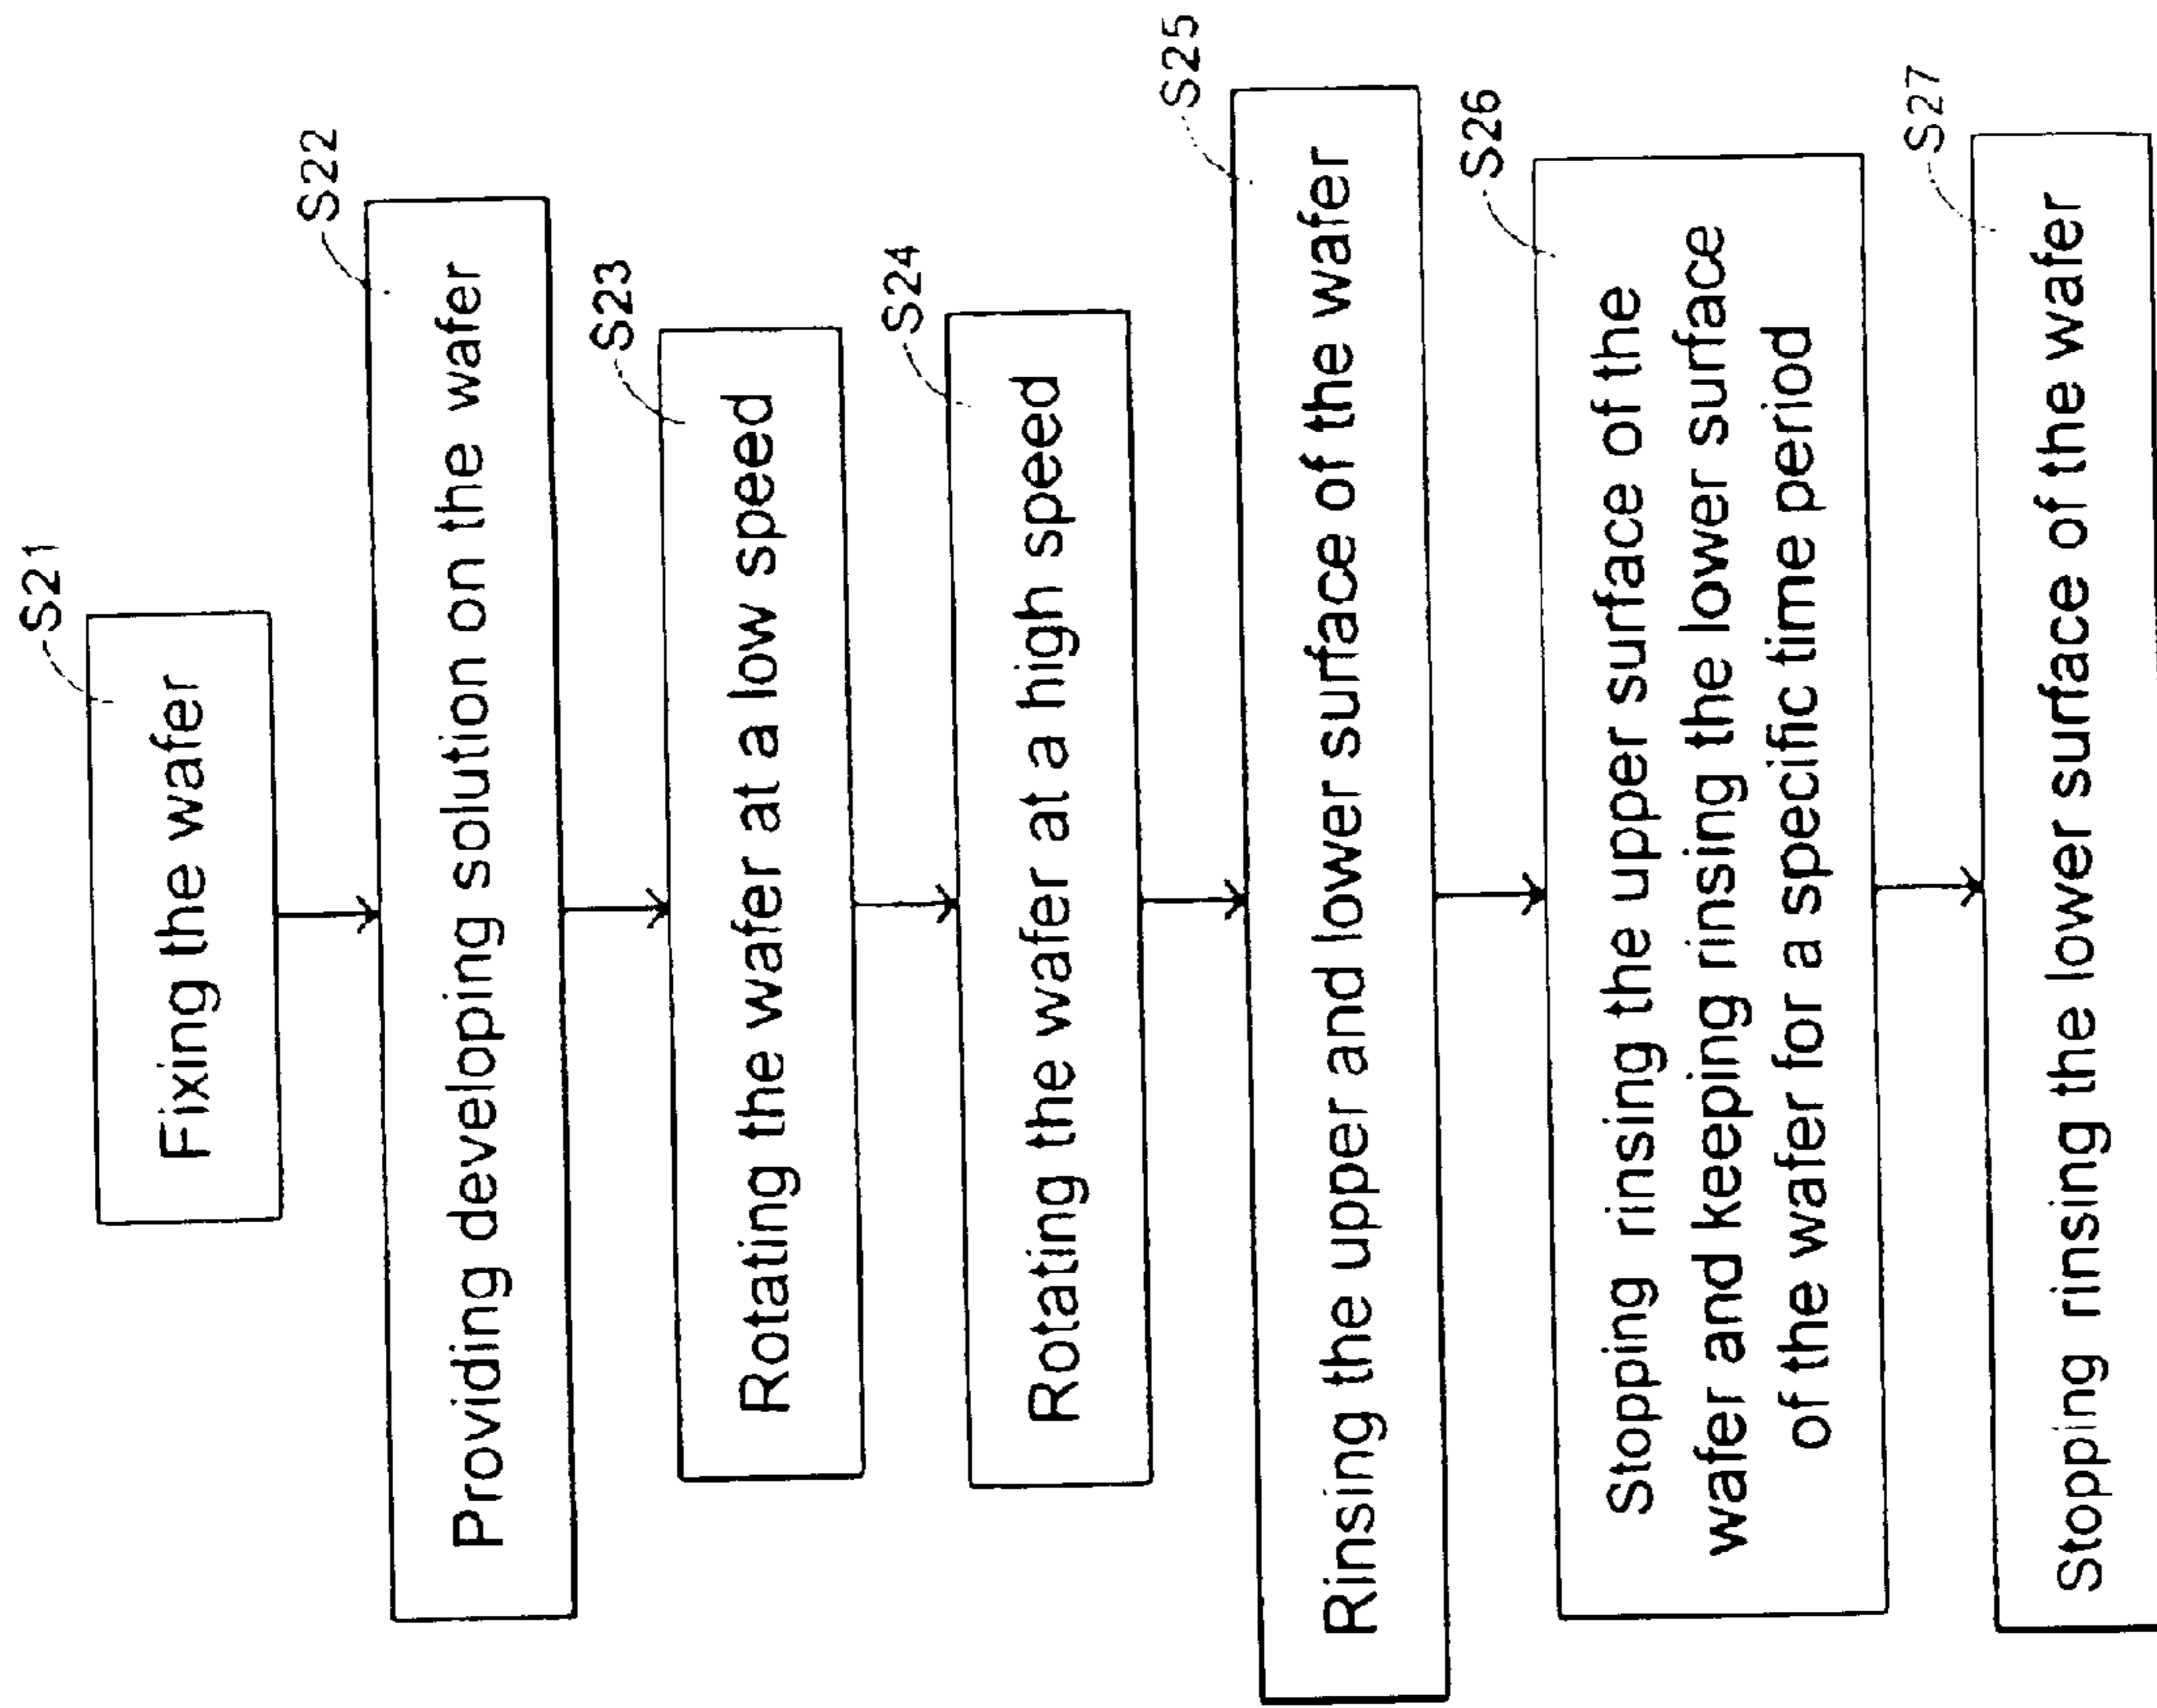 S21
Fixing the wafer
S22
Providing developing solution on the wafer
S23
Rotating the wafer at a low speed
S24
Rotating the wafer at a high speed
S25
Rinsing the upper and lower surface of the wafer
S26
Stopping rinsing the upper surface of the
wafer and keeping rinsing the lower surface
of the wafer for a specific time period
S27
Stopping rinsing the lower surface of the wafer